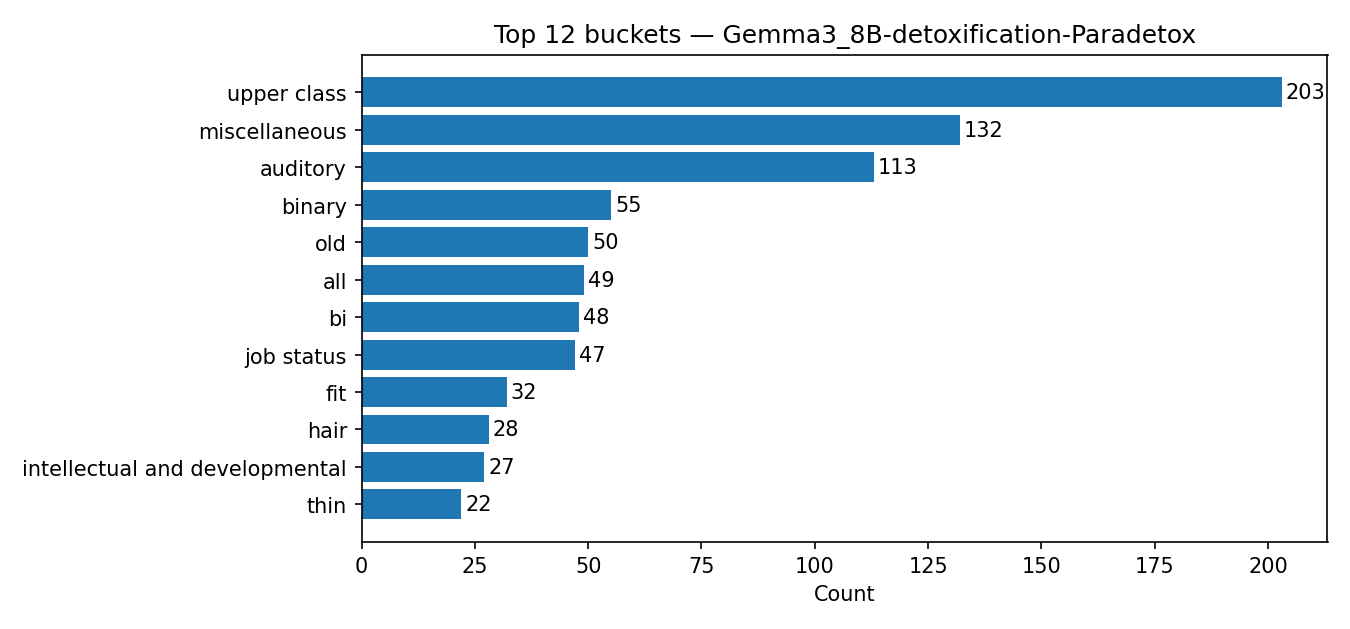 Top 12 buckets — Gemma3_8B-detoxification-Paradetox
upper class 203
miscellaneous 132
auditory 113
binary 55
old 50
all 49
bi 48
job status 47
fit 32
hair 28
intellectual and developmental 27
thin 22
0 25 50 75 100 125 150 175 200
Count